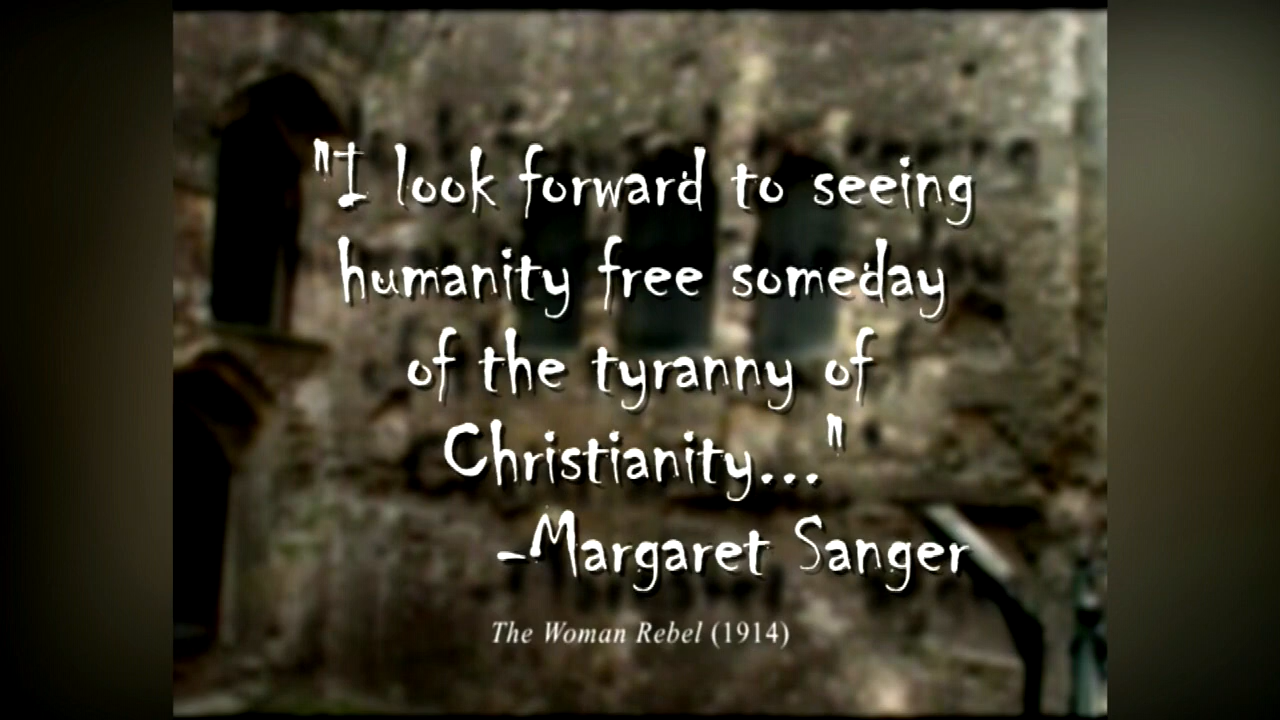 "I look forward to seeing
humanity free someday
of the tyranny of
Christianity..."
-Margaret Sanger
The Woman Rebel (1914)